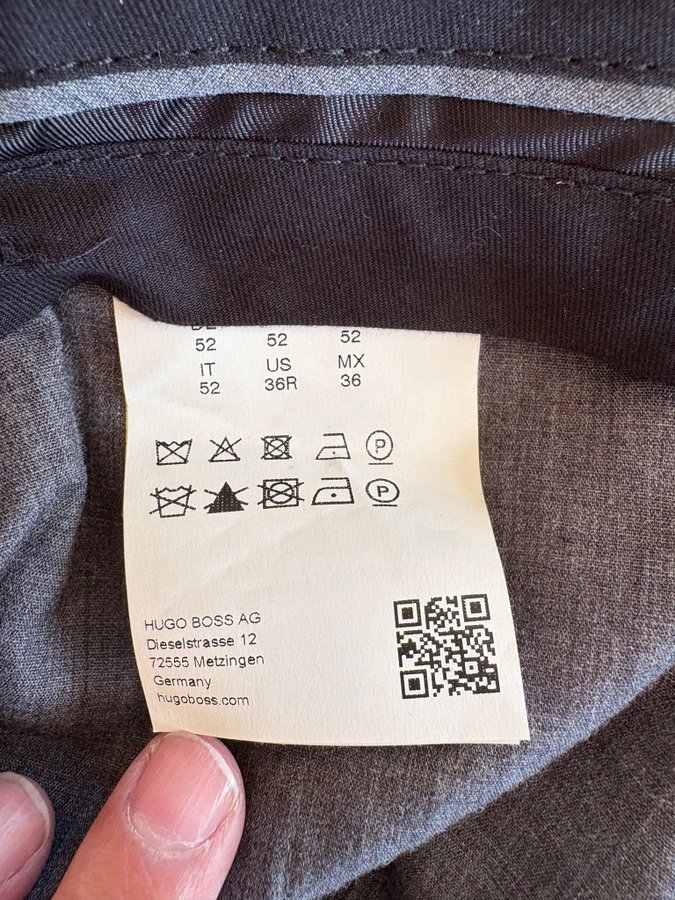 52 52 52
IT US MX
52 36R 36
P
P
HUGO BOSS AG
Dieselstrasse 12
72555 Metzingen
Germany
hugoboss.com